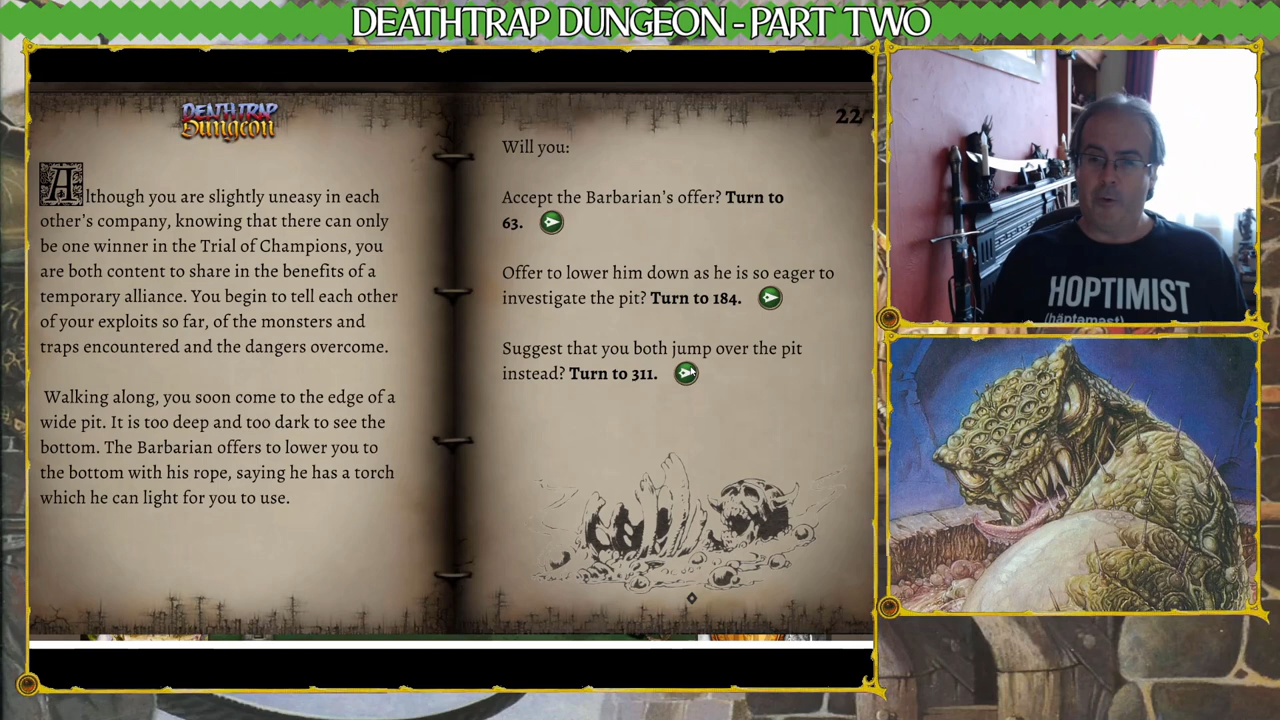 DEATHTRAP DUNGEON - PART TWO
DEATHTRAP
Dungeon
Although you are slightly uneasy in each
other's company, knowing that there can only
be one winner in the Trial of Champions, you
are both content to share in the benefits of a
temporary alliance. You begin to tell each other
of your exploits so far, of the monsters and
traps encountered and the dangers overcome.
Walking along, you soon come to the edge of a
wide pit. It is too deep and too dark to see the
bottom. The Barbarian offers to lower you to
the bottom with his rope, saying he has a torch
which he can light for you to use.
22
Will you:
Accept the Barbarian's offer? Turn to
63.
Offer to lower him down as he is so eager to
investigate the pit? Turn to 184.
Suggest that you both jump over the pit
instead? Turn to 311.
HOPTIMIST